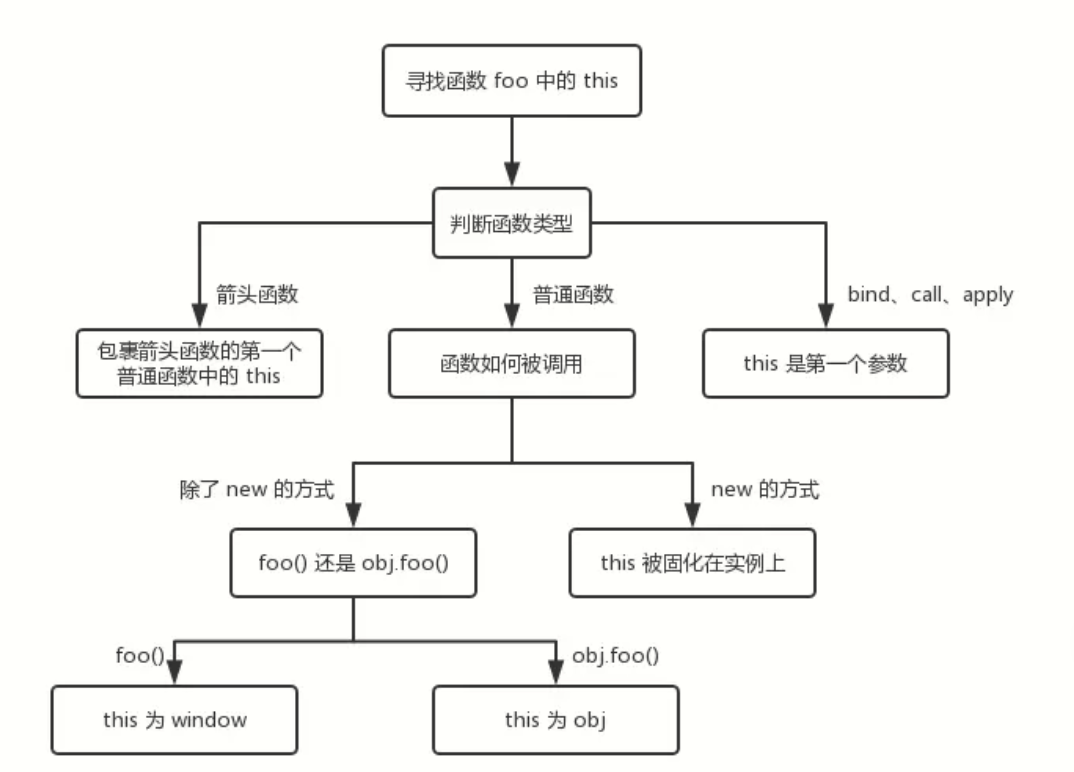 寻找函数 foo 中的 this
判断函数类型
箭头函数
普通函数
bind、call、apply
包裹箭头函数的第一个
普通函数中的 this
函数如何被调用
this 是第一个参数
除了 new 的方式
new 的方式
foo() 还是 obj.foo()
this 被固化在实例上
foo()
obj.foo()
this 为 window
this 为 obj